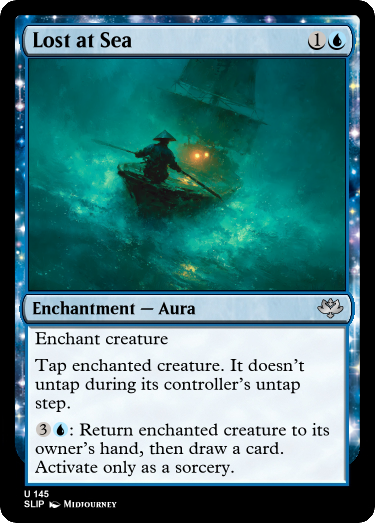 Lost at Sea 1
Enchantment — Aura
Enchant creature
Tap enchanted creature. It doesn't
untap during its controller's untap
step.
3 : Return enchanted creature to its
owner's hand, then draw a card.
Activate only as a sorcery.
U 145
SLIP Midjourney